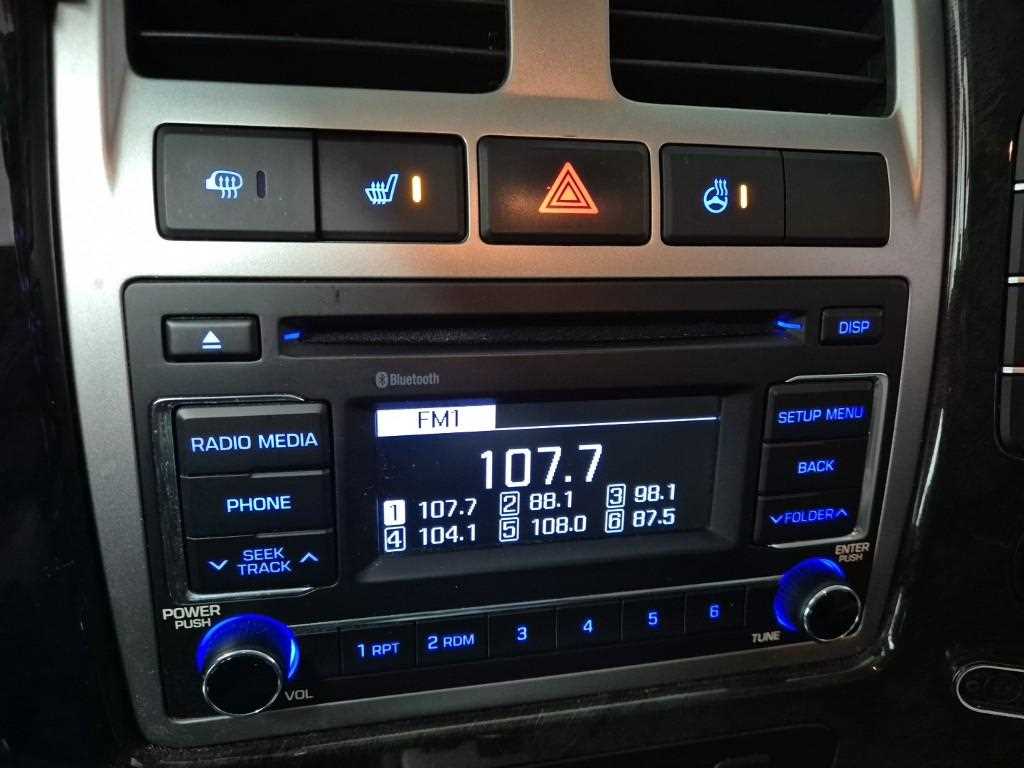 DISP
Bluetooth
FM1
107.7
1 107.7 2 88.1 3 98.1
4 104.1 5 108.0 6 87.5
RADIO MEDIA
PHONE
SEEK
TRACK
SETUP MENU
BACK
FOLDER
POWER
PUSH
VOL
1 RPT
2 RDM
3
4
5
6
ENTER
PUSH
TUNE